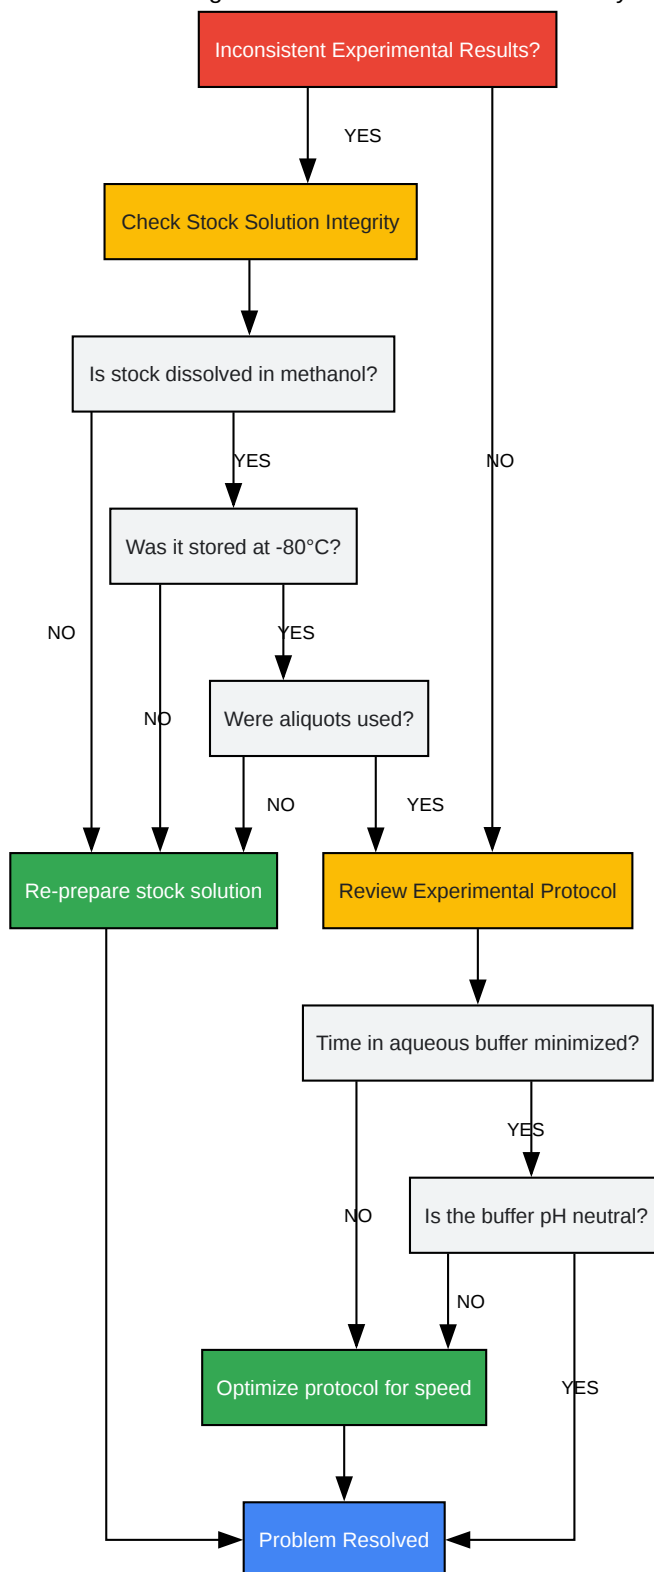 Inconsistent Experimental Results?
YES
Check Stock Solution Integrity
Is stock dissolved in methanol?
YES
NO
Was it stored at -80°C?
NO
YES
Were aliquots used?
NO
NO
YES
Re-prepare stock solution
Review Experimental Protocol
Time in aqueous buffer minimized?
YES
Is the buffer pH neutral?
NO
NO
Optimize protocol for speed
YES
Problem Resolved